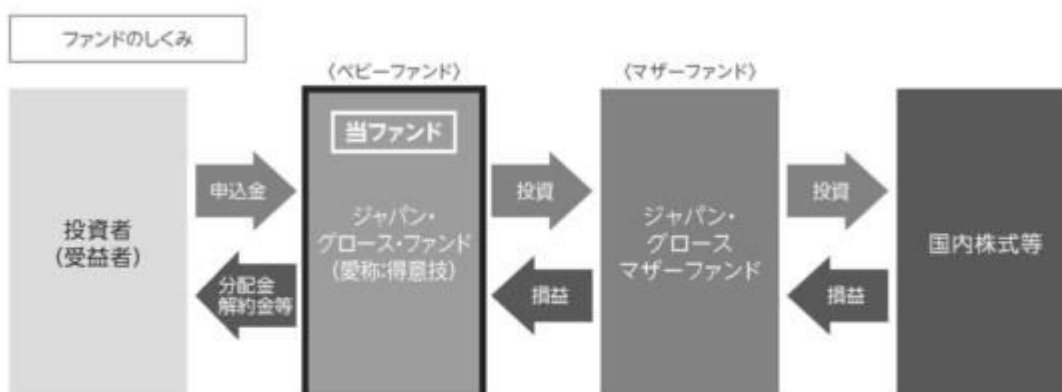 ファンドのしくみ
〈ベビーファンド〉
〈マザーファンド〉
投資者
(受益者)
申込金
分配金
解約金等
当ファンド
ジャパン・
グロース・ファンド
(愛称:得意技)
投資
損益
ジャパン・
グロース
マザーファンド
投資
損益
国内株式等